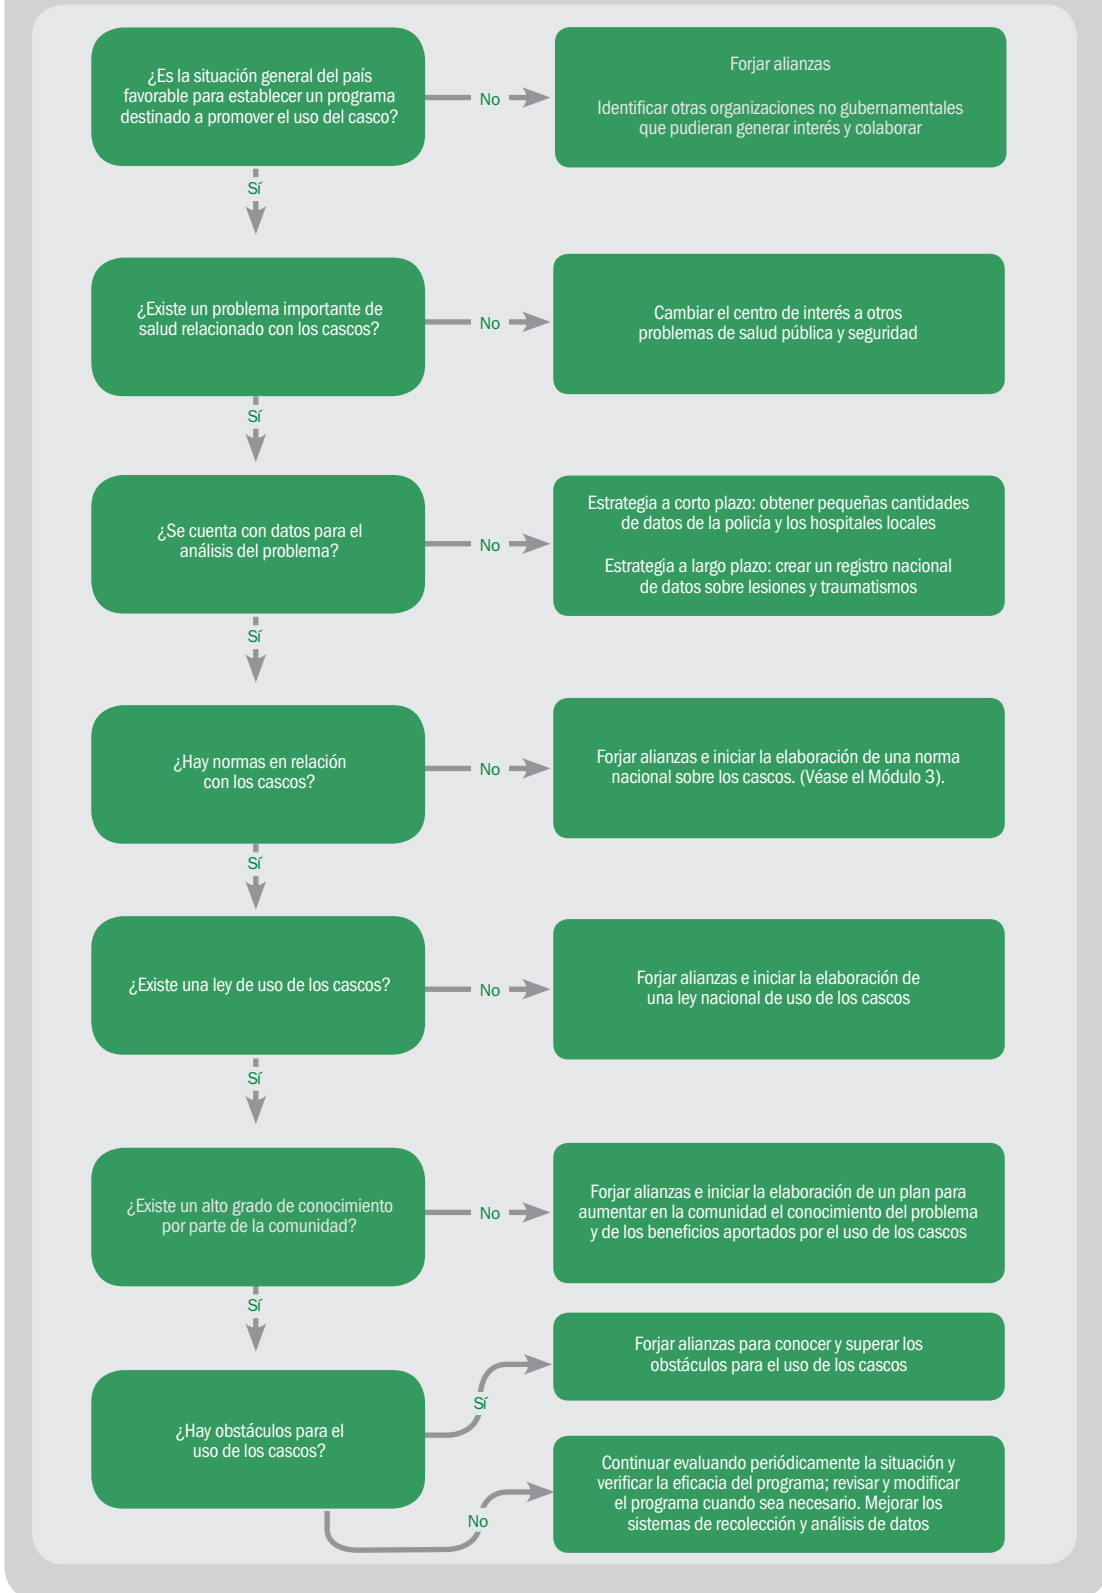 ¿Es la situación general del país
favorable para establecer un programa
destinado a promover el uso del casco?
No
Forjar alianzas
Identificar otras organizaciones no gubernamentales
que pudieran generar interés y colaborar
Sí
¿Existe un problema importante de
salud relacionado con los cascos?
No
Cambiar el centro de interés a otros
problemas de salud pública y seguridad
Sí
¿Se cuenta con datos para el
análisis del problema?
No
Estrategia a corto plazo: obtener pequeñas cantidades
de datos de la policía y los hospitales locales
Estrategia a largo plazo: crear un registro nacional
de datos sobre lesiones y traumatismos
Sí
¿Hay normas en relación
con los cascos?
No
Forjar alianzas e iniciar la elaboración de una norma
nacional sobre los cascos. (Véase el Módulo 3).
Sí
¿Existe una ley de uso de los cascos?
No
Forjar alianzas e iniciar la elaboración de
una ley nacional de uso de los cascos
Sí
¿Existe un alto grado de conocimiento
por parte de la comunidad?
No
Forjar alianzas e iniciar la elaboración de un plan para
aumentar en la comunidad el conocimiento del problema
y de los beneficios aportados por el uso de los cascos
Sí
¿Hay obstáculos para el
uso de los cascos?
Sí
Forjar alianzas para conocer y superar los
obstáculos para el uso de los cascos
No
Continuar evaluando periódicamente la situación y
verificar la eficacia del programa; revisar y modificar
el programa cuando sea necesario. Mejorar los
sistemas de recolección y análisis de datos